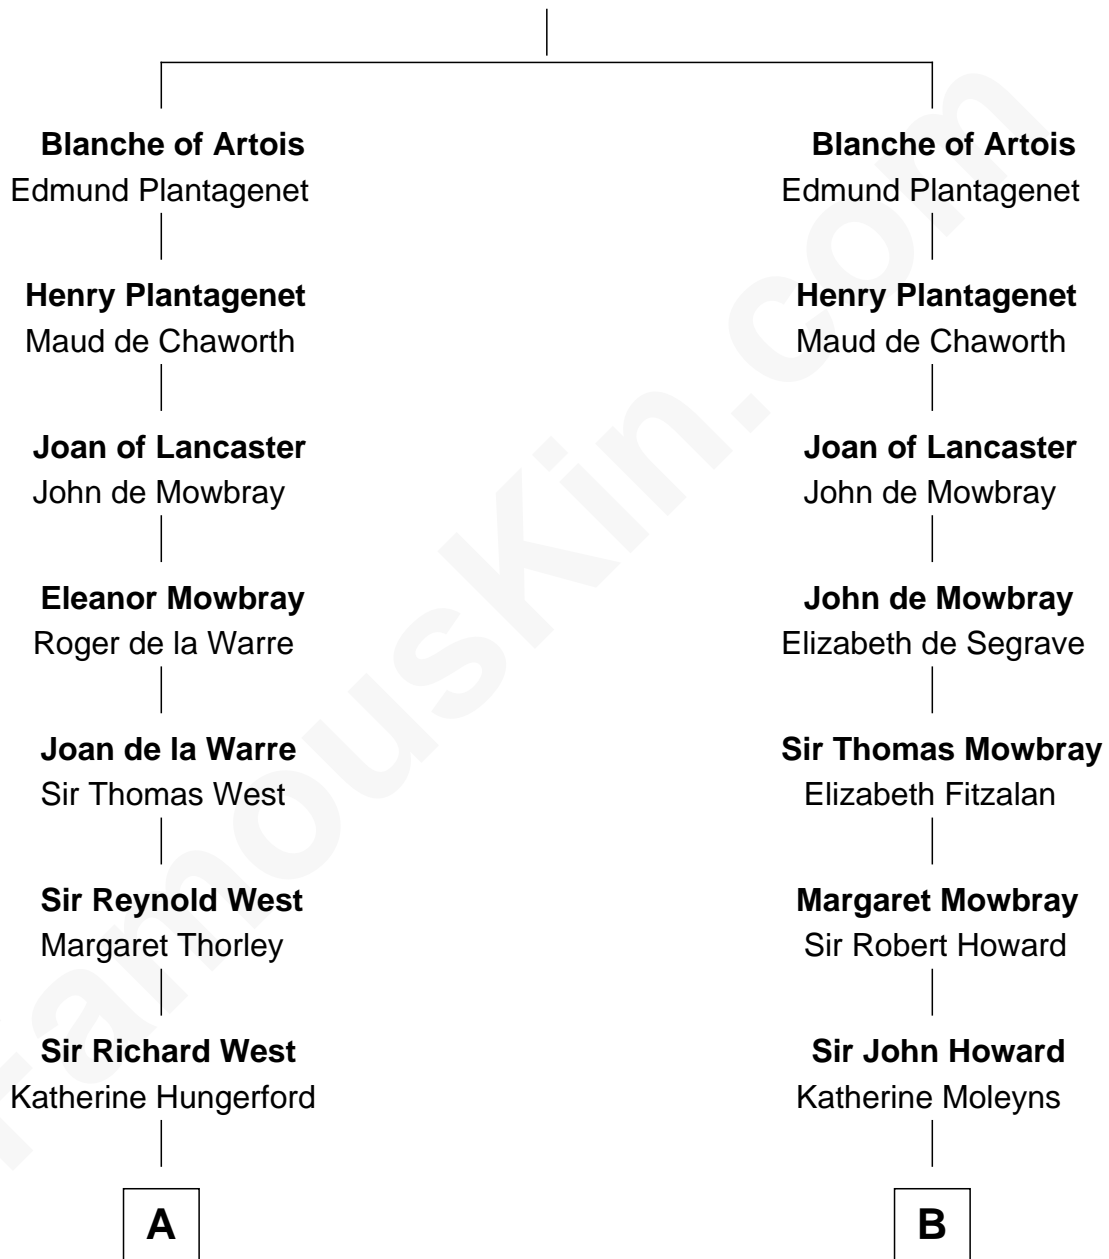 Blanche of Artois
Edmund Plantagenet
Henry Plantagenet
Maud de Chaworth
Joan of Lancaster
John de Mowbray
Eleanor Mowbray
Roger de la Warre
Joan de la Warre
Sir Thomas West
Sir Reynold West
Margaret Thorley
Sir Richard West
Katherine Hungerford
A
Blanche of Artois
Edmund Plantagenet
Henry Plantagenet
Maud de Chaworth
Joan of Lancaster
John de Mowbray
John de Mowbray
Elizabeth de Segrave
Sir Thomas Mowbray
Elizabeth Fitzalan
Margaret Mowbray
Sir Robert Howard
Sir John Howard
Katherine Moleyns
B
FamousKin.com